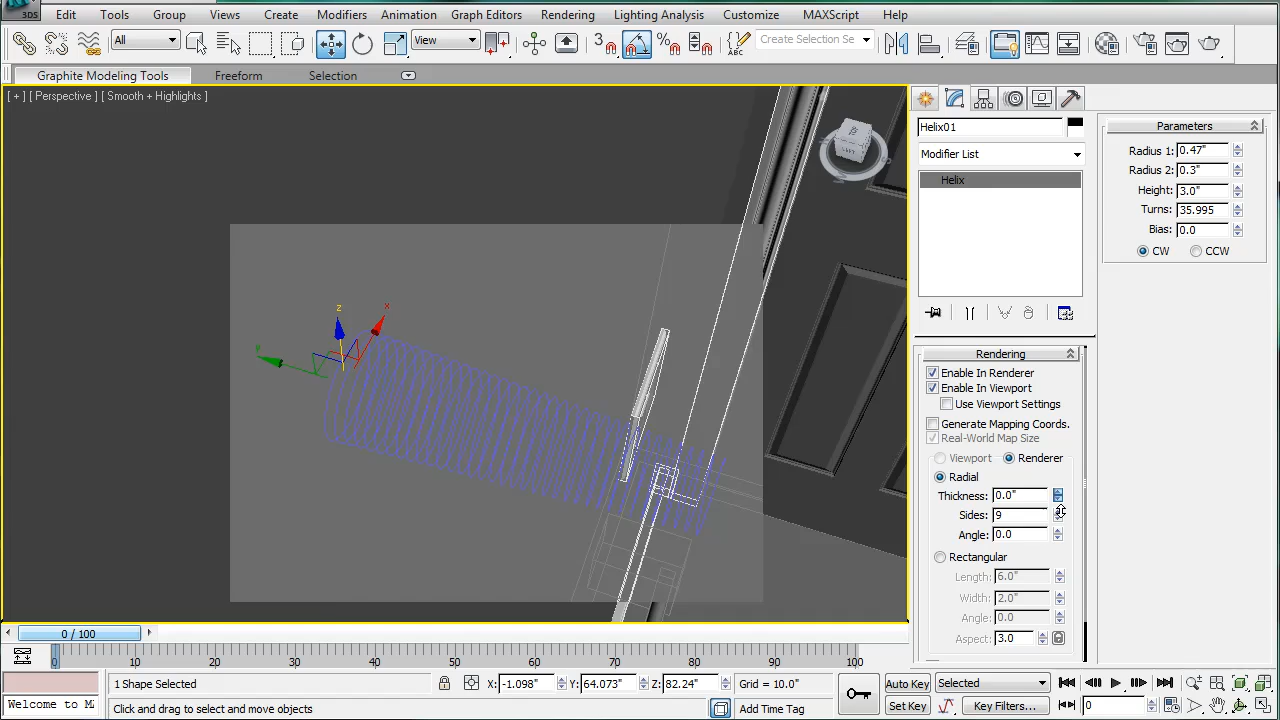 3DS Edit Tools Group Views Create Modifiers Animation Graph Editors Rendering Lighting Analysis Customize MAXScript Help
All View 3 ABC Create Selection Se
Graphite Modeling Tools Freeform Selection
[ + ] [ Perspective ] [ Smooth + Highlights ]
Helix01
Modifier List
Helix
Parameters
Radius 1: 0.47"
Radius 2: 0.3"
Height: 3.0"
Turns: 35.995
Bias: 0.0
CW CCW
z
x
y
Rendering
Enable In Renderer
Enable In Viewport
Use Viewport Settings
Generate Mapping Coords.
Real-World Map Size
Viewport Renderer
Radial
Thickness: 0.0"
Sides: 9
Angle: 0.0
Rectangular
Length: 6.0"
Width: 2.0"
Angle: 0.0
Aspect: 3.0
0 / 100
0 10 20 30 40 50 60 70 80 90 100
1 Shape Selected X: -1.098" Y: 64.073" Z: 82.24" Grid = 10.0" Auto Key Selected
Welcome to M Click and drag to select and move objects Add Time Tag Set Key Key Filters... 0